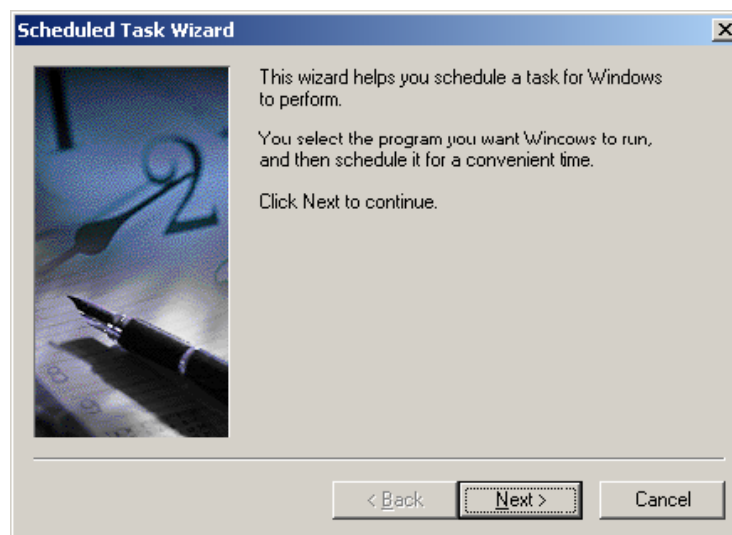 Scheduled Task Wizard
This wizard helps you schedule a task for Windows
to perform.
You select the program you want Wincows to run,
and then schedule it for a convenient time.
Click Next to continue.
< Back Next > Cancel